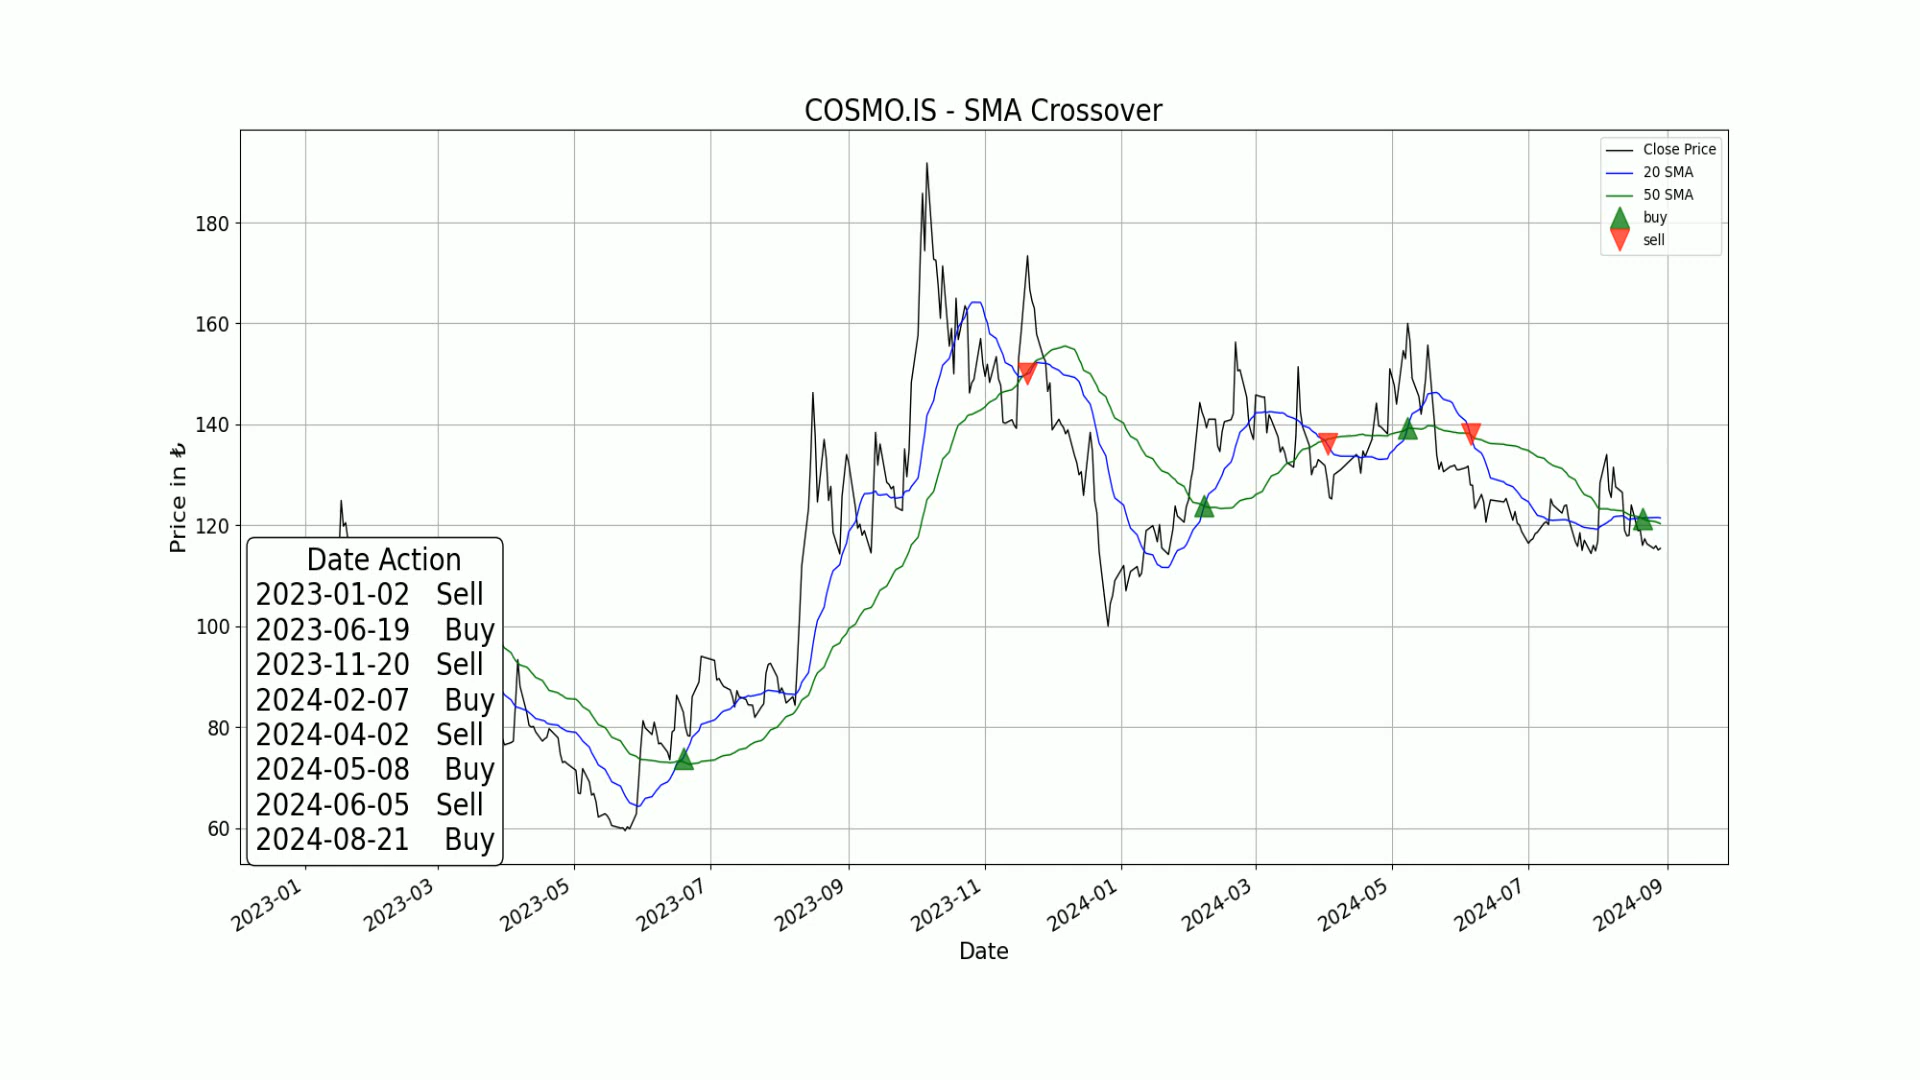 COSMO.IS - SMA Crossover
Close Price
20 SMA
50 SMA
buy
sell
180
160
140
120
100
80
60
Price in ₺
Date Action
2023-01-02 Sell
2023-06-19 Buy
2023-11-20 Sell
2024-02-07 Buy
2024-04-02 Sell
2024-05-08 Buy
2024-06-05 Sell
2024-08-21 Buy
2023-01
2023-03
2023-05
2023-07
2023-09
2023-11
2024-01
2024-03
2024-05
2024-07
2024-09
Date